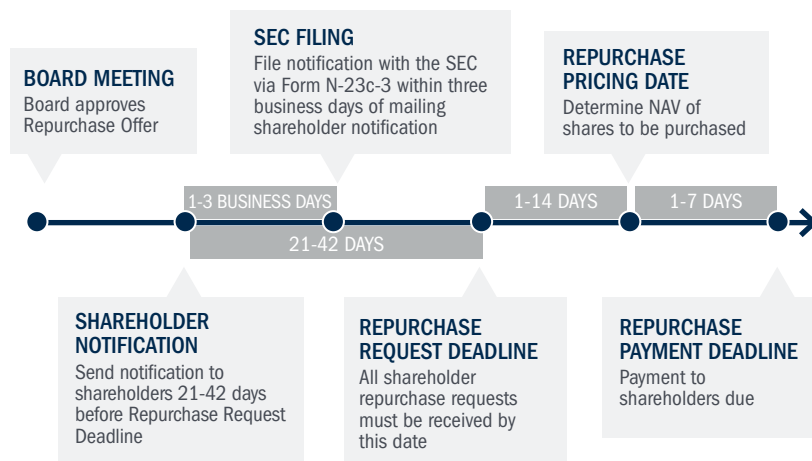 BOARD MEETING
Board approves
Repurchase Offer
SEC FILING
File notification with the SEC
via Form N-23c-3 within three
business days of mailing
shareholder notification
REPURCHASE
PRICING DATE
Determine NAV of
shares to be purchased
1-3 BUSINESS DAYS
1-14 DAYS
1-7 DAYS
21-42 DAYS
SHAREHOLDER
NOTIFICATION
Send notification to
shareholders 21-42 days
before Repurchase Request
Deadline
REPURCHASE
REQUEST DEADLINE
All shareholder
repurchase requests
must be received by
this date
REPURCHASE
PAYMENT DEADLINE
Payment to
shareholders due